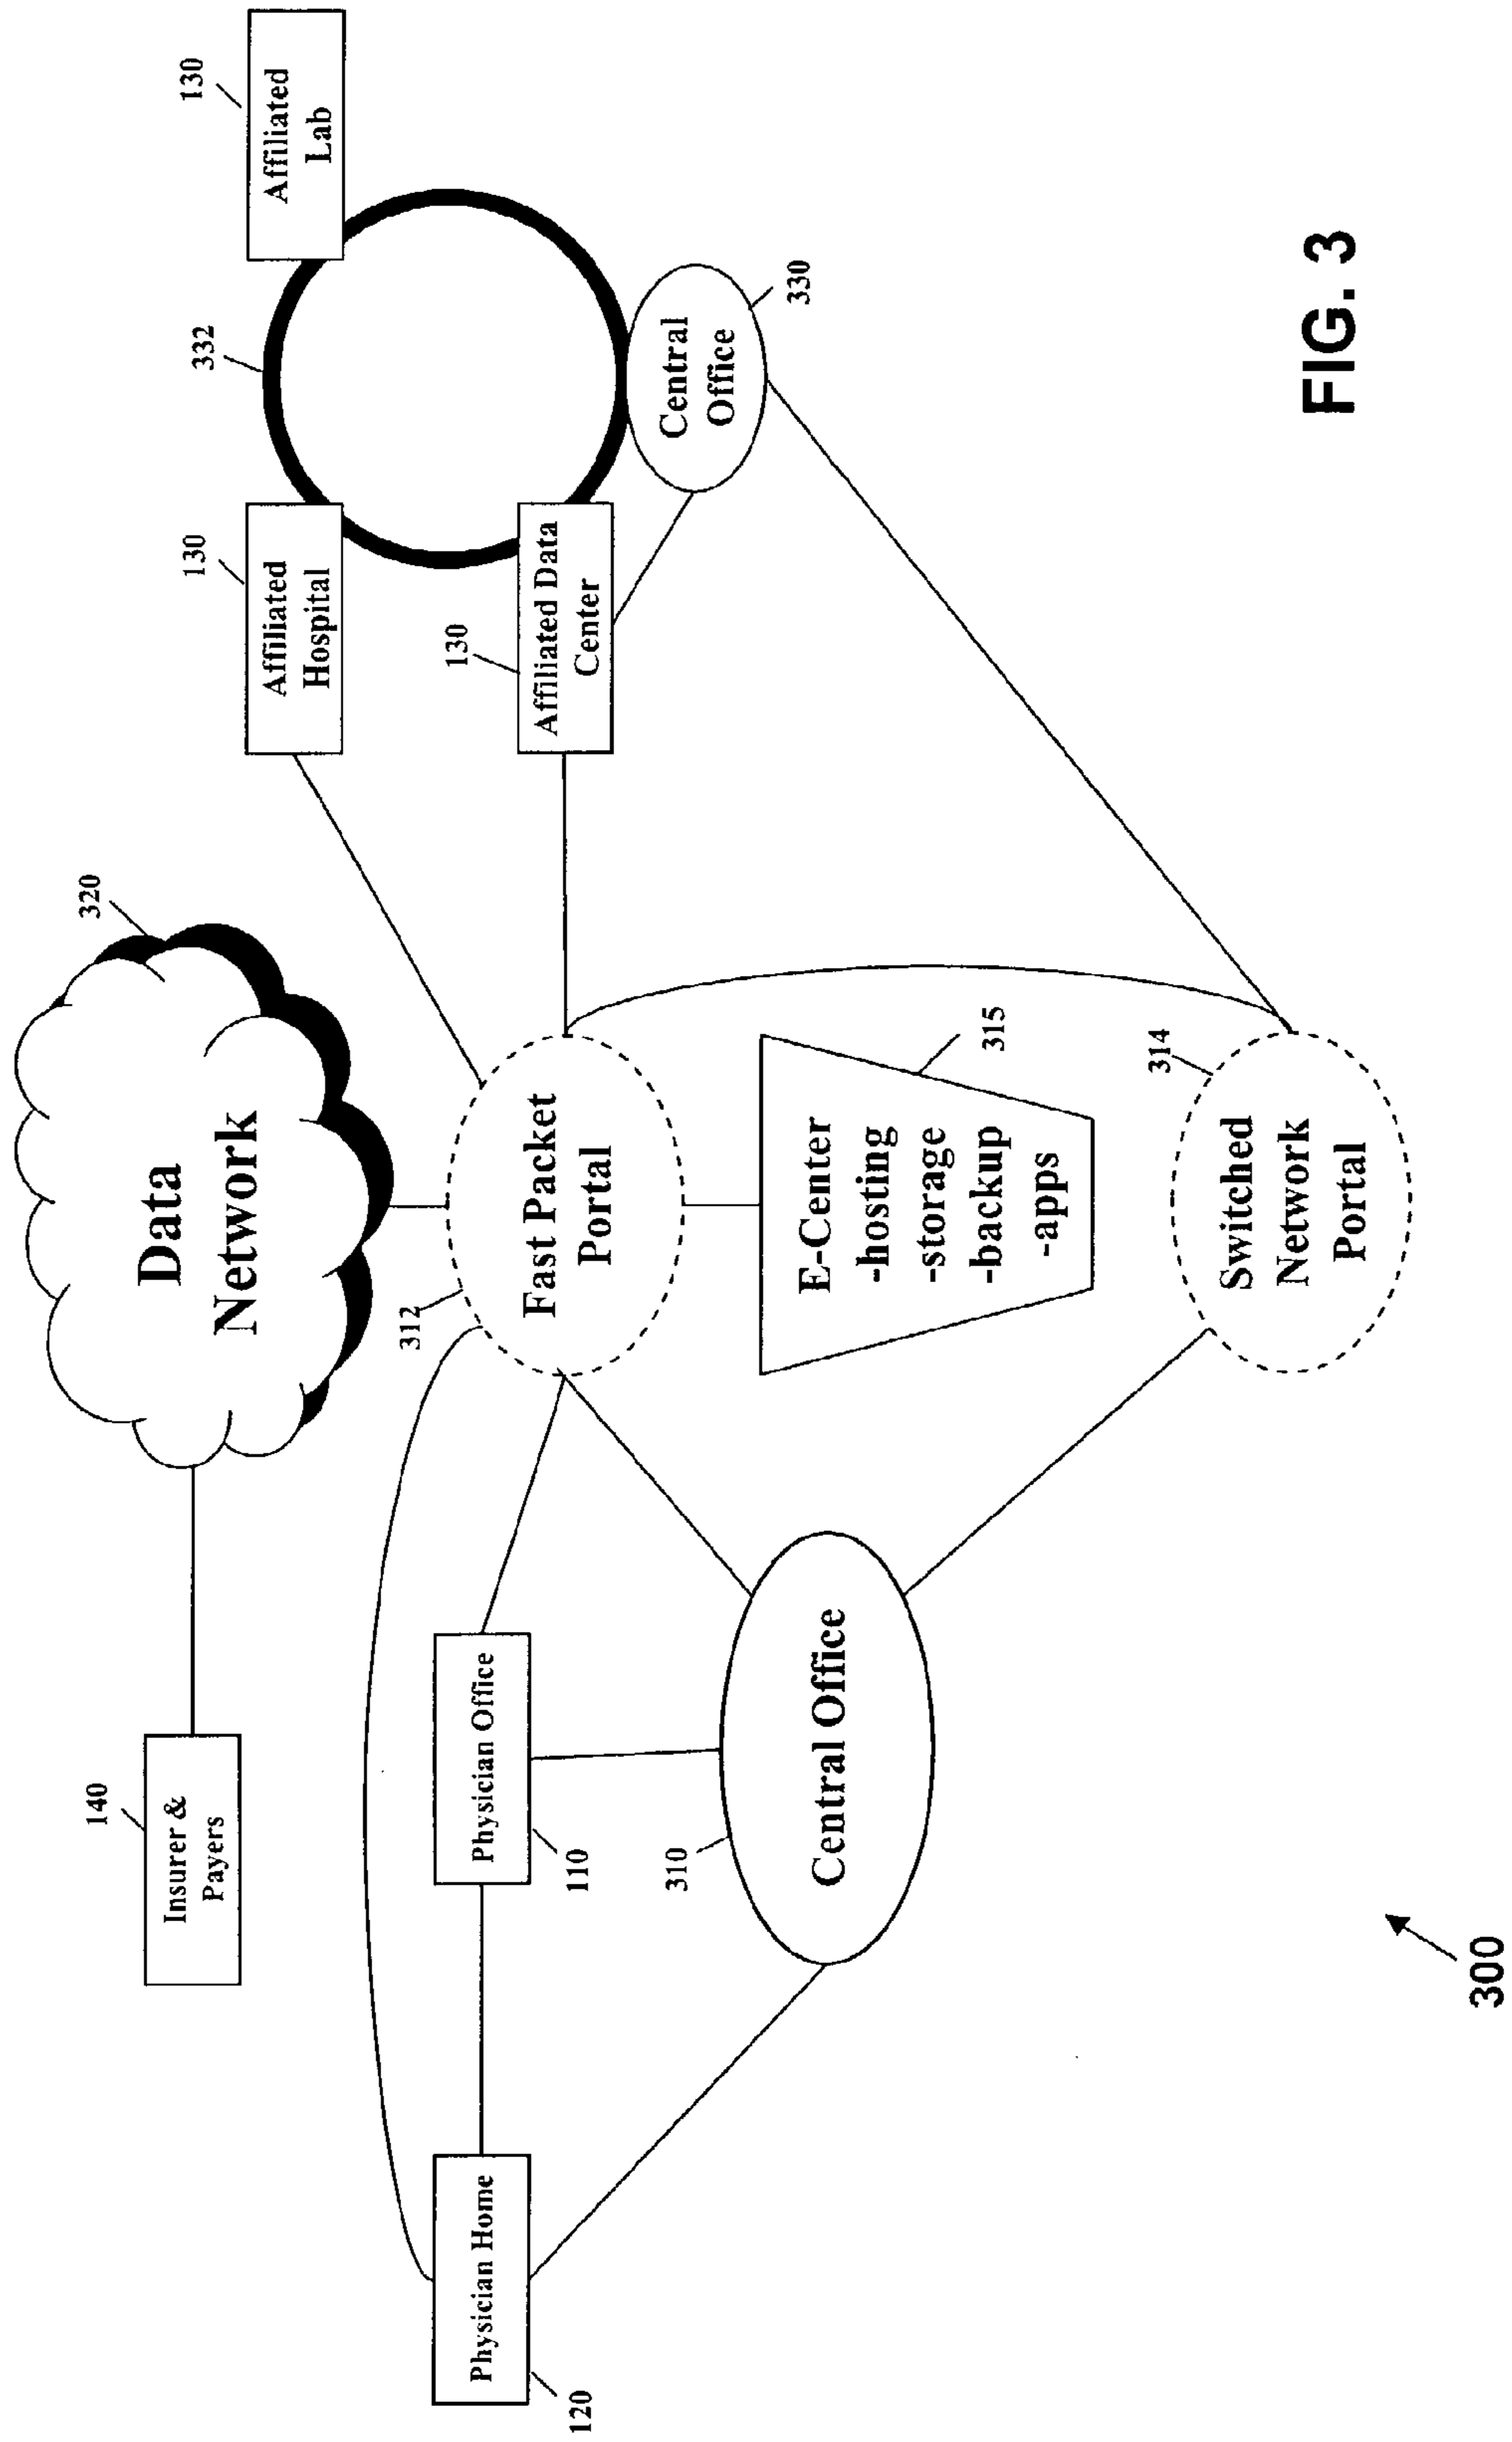 320
Data
Network
140
Insurer &
Payers
130
Affiliated
Hospital
332
130
Affiliated
Lab
130
Affiliated Data
Center
Central
Office
330
312
Fast Packet
Portal
Physician Home
120
Physician Office
110
310
Central Office
E-Center
-hosting
-storage
-backup
-apps
315
314
Switched
Network
Portal
300
FIG. 3